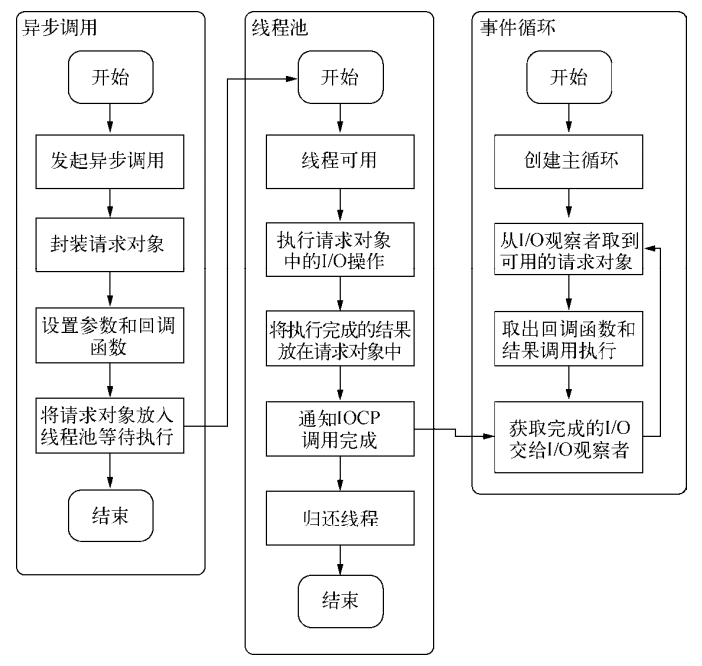 异步调用
开始
发起异步调用
封装请求对象
设置参数和回调
函数
将请求对象放入
线程池等待执行
结束
线程池
开始
线程可用
执行请求对象
中的I/O操作
将执行完成的结果
放在请求对象中
通知IOCP
调用完成
归还线程
结束
事件循环
开始
创建主循环
从I/O观察者取到
可用的请求对象
取出回调函数和
结果调用执行
获取完成的I/O
交给I/O观察者